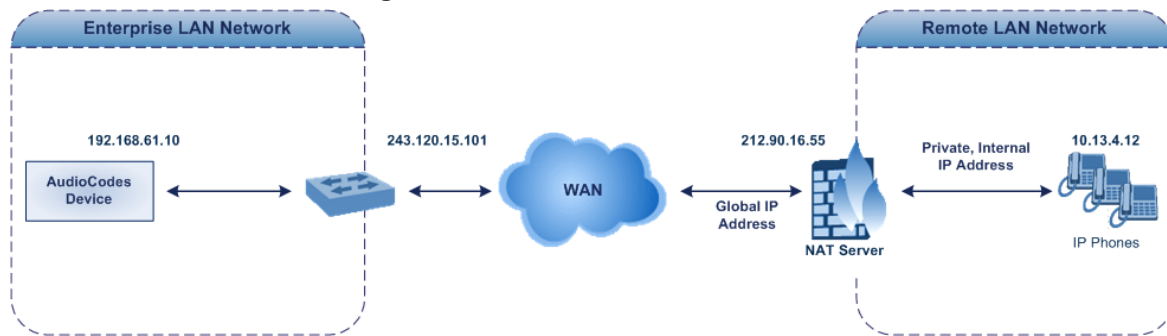 Enterprise LAN Network
Remote LAN Network
192.168.61.10
243.120.15.101
212.90.16.55
Private, Internal
IP Address
10.13.4.12
AudioCodes
Device
WAN
Global IP
Address
NAT Server
IP Phones